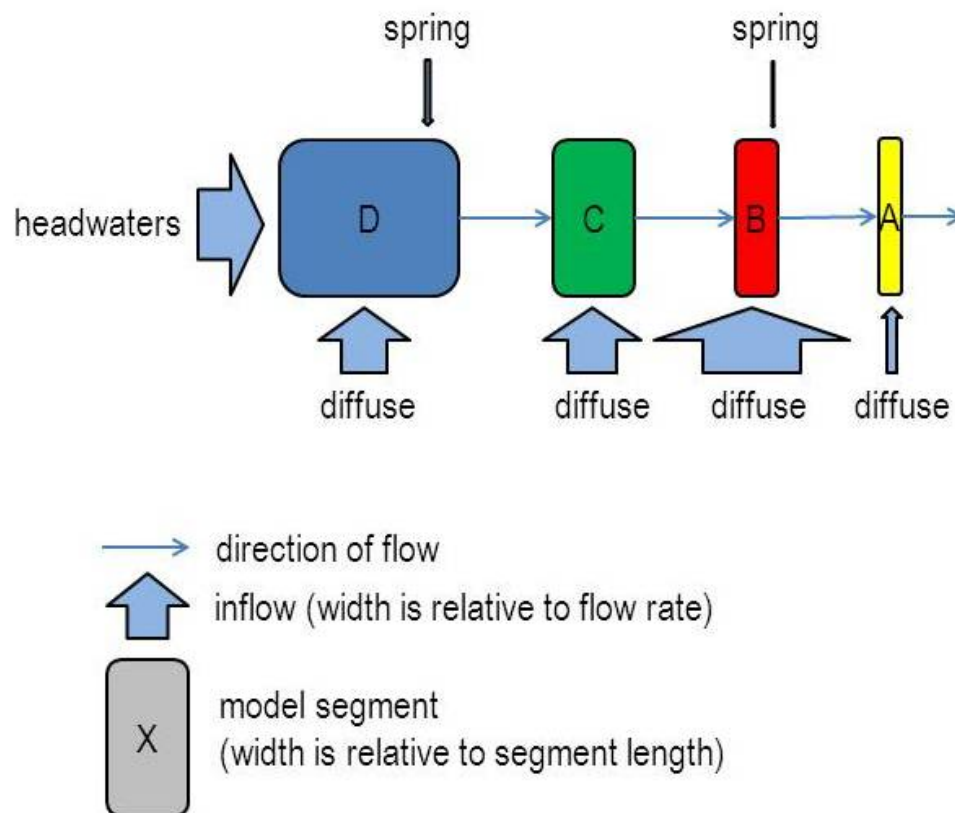 spring
spring
headwaters
D
C
B
A
diffuse
diffuse
diffuse
diffuse
direction of flow
inflow (width is relative to flow rate)
X
model segment
(width is relative to segment length)